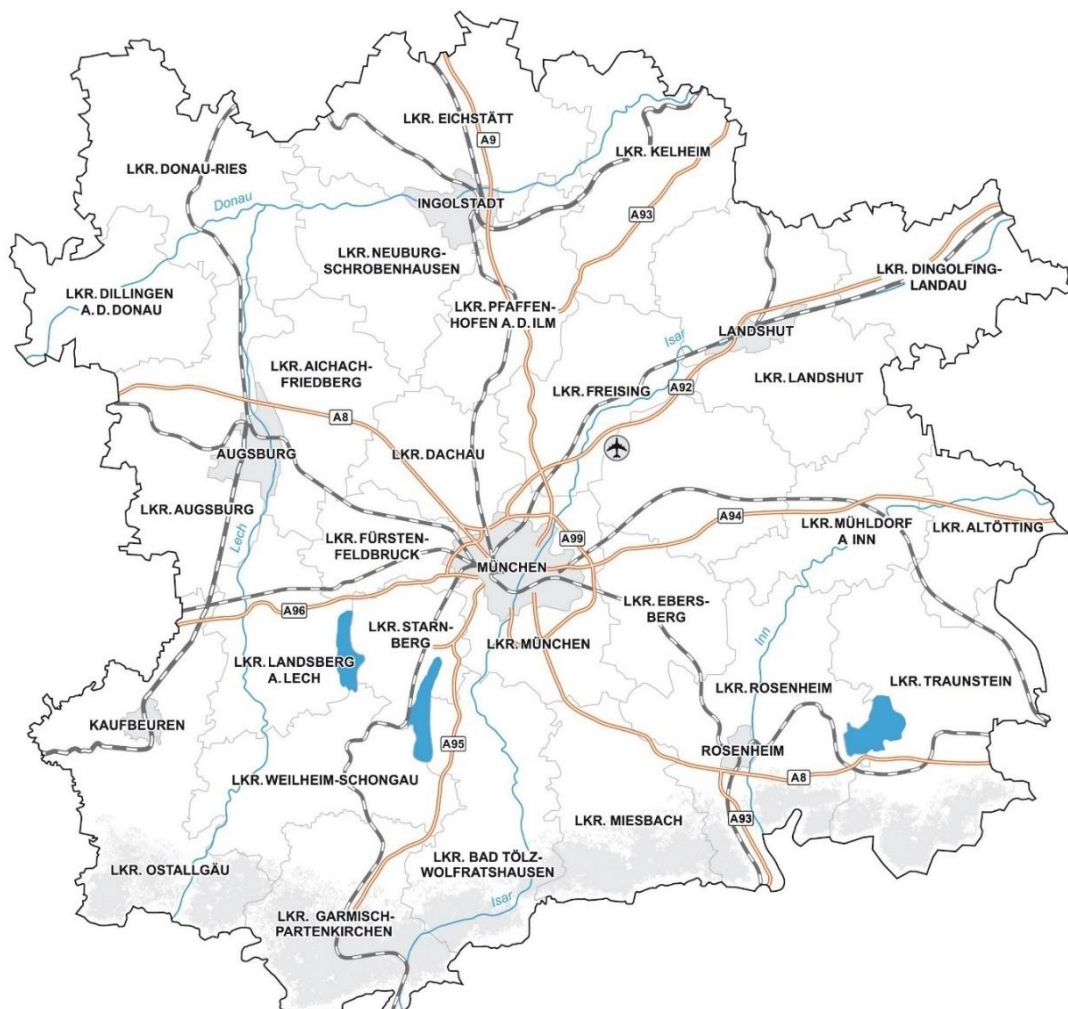 LKR. EICHSTÄTT
A9
LKR. KELHEIM
LKR. DONAU-RIES
Donau
INGOLSTADT
A93
LKR. NEUBURG-
SCHROBENHAUSEN
LKR. DINGOLFING-
LANDAU
LKR. DILLINGEN
A. D. DONAU
LKR. PFAFFEN-
HOFEN A. D. ILM
LANDSHUT
Isar
LKR. AICHACH-
FRIEDBERG
LKR. FREISING
A92
LKR. LANDSHUT
A8
AUGSBURG
LKR. DACHAU
LKR. AUGSBURG
Lech
LKR. FÜRSTEN-
FELDBRUCK
A94
LKR. MÜHLDORF
A INN
LKR. ALTÖTTING
A99
MÜNCHEN
A96
LKR. EBERS-
BERG
LKR. STARN-
BERG
LKR. MÜNCHEN
Inn
LKR. LANDSBERG
A. LECH
LKR. ROSENHEIM
LKR. TRAUNSTEIN
KAUFBEUREN
A95
ROSENHEIM
LKR. WEILHEIM-SCHONGAU
A8
LKR. MIESBACH
A93
LKR. OSTALLGÄU
LKR. BAD TÖLZ-
WOLFRATSHAUSEN
Isar
LKR. GARMISCH-
PARTENKIRCHEN